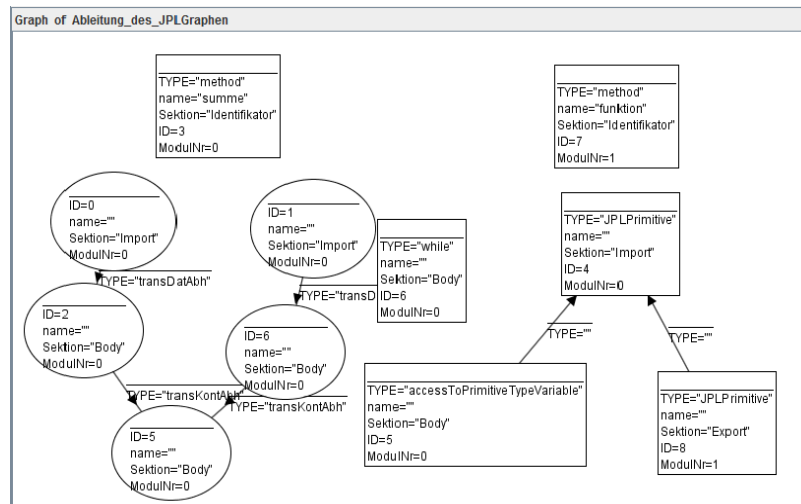 Graph of Ableitung_des_JPLGraphen
TYPE="method"
name="summe"
Sektion="Identifikator"
ID=3
ModulNr=0
TYPE="method"
name="funktion"
Sektion="Identifikator"
ID=7
ModulNr=1
ID=0
name=""
Sektion="Import"
ModulNr=0
ID=1
name=""
Sektion="Import"
ModulNr=0
TYPE="while"
name=""
Sektion="Body"
ID=6
ModulNr=0
TYPE="JPLPrimitive"
name=""
Sektion="Import"
ID=4
ModulNr=0
TYPE="transDatAbh"
TYPE="transD
ID=2
name=""
Sektion="Body"
ModulNr=0
ID=6
name=""
Sektion="Body"
ModulNr=0
TYPE=""
TYPE=""
TYPE="transKontAbh"
TYPE="transKontAbh"
TYPE="accessToPrimitiveTypeVariable"
name=""
Sektion="Body"
ID=5
ModulNr=0
TYPE="JPLPrimitive"
name=""
Sektion="Export"
ID=8
ModulNr=1
ID=5
name=""
Sektion="Body"
ModulNr=0